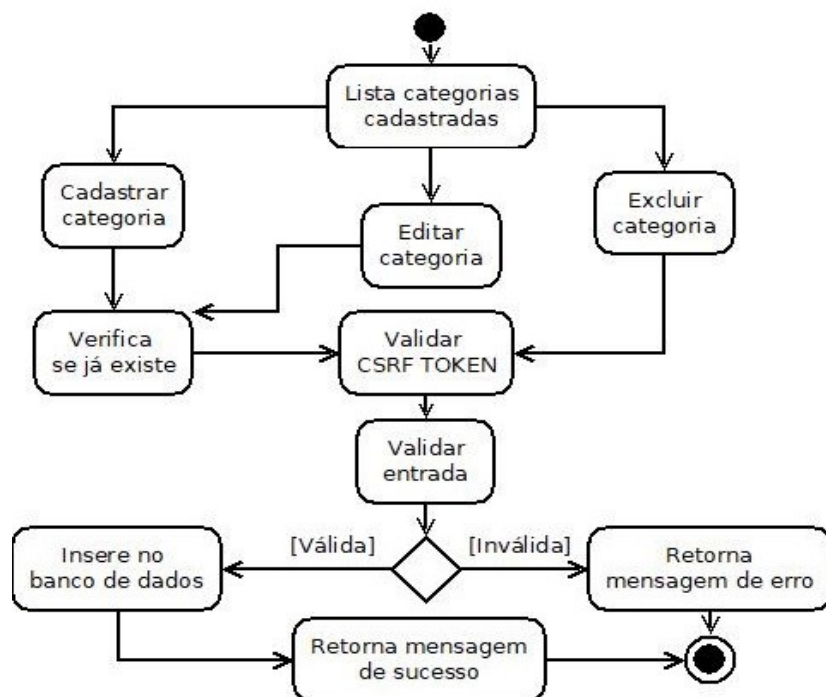 Lista categorias
cadastradas
Cadastrar
categoria
Editar
categoria
Excluir
categoria
Verifica
se já existe
Validar
CSRF TOKEN
Validar
entrada
[Válida]
[Inválida]
Insere no
banco de dados
Retorna
mensagem de erro
Retorna mensagem
de sucesso